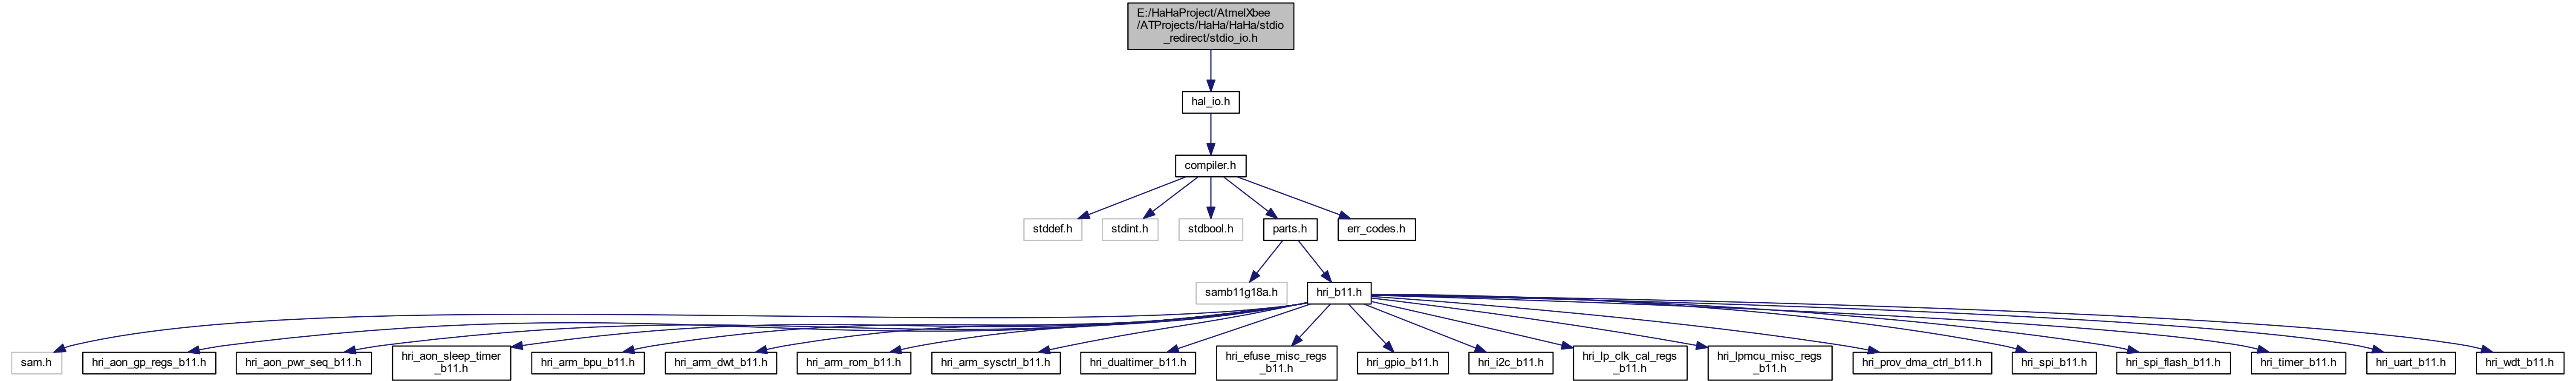 E:/HaHaProject/AtmelXbee
/ATProjects/HaHa/HaHa/stdio
_redirect/stdio_io.h
hal_io.h
compiler.h
stddef.h
stdint.h
stdbool.h
parts.h
err_codes.h
samb11g18a.h
hri_b11.h
sam.h
hri_aon_gp_regs_b11.h
hri_aon_pwr_seq_b11.h
hri_aon_sleep_timer
_b11.h
hri_arm_bpu_b11.h
hri_arm_dwt_b11.h
hri_arm_rom_b11.h
hri_arm_sysctrl_b11.h
hri_dualtimer_b11.h
hri_efuse_misc_regs
_b11.h
hri_gpio_b11.h
hri_i2c_b11.h
hri_lp_clk_cal_regs
_b11.h
hri_lpmcu_misc_regs
_b11.h
hri_prov_dma_ctrl_b11.h
hri_spi_b11.h
hri_spi_flash_b11.h
hri_timer_b11.h
hri_uart_b11.h
hri_wdt_b11.h